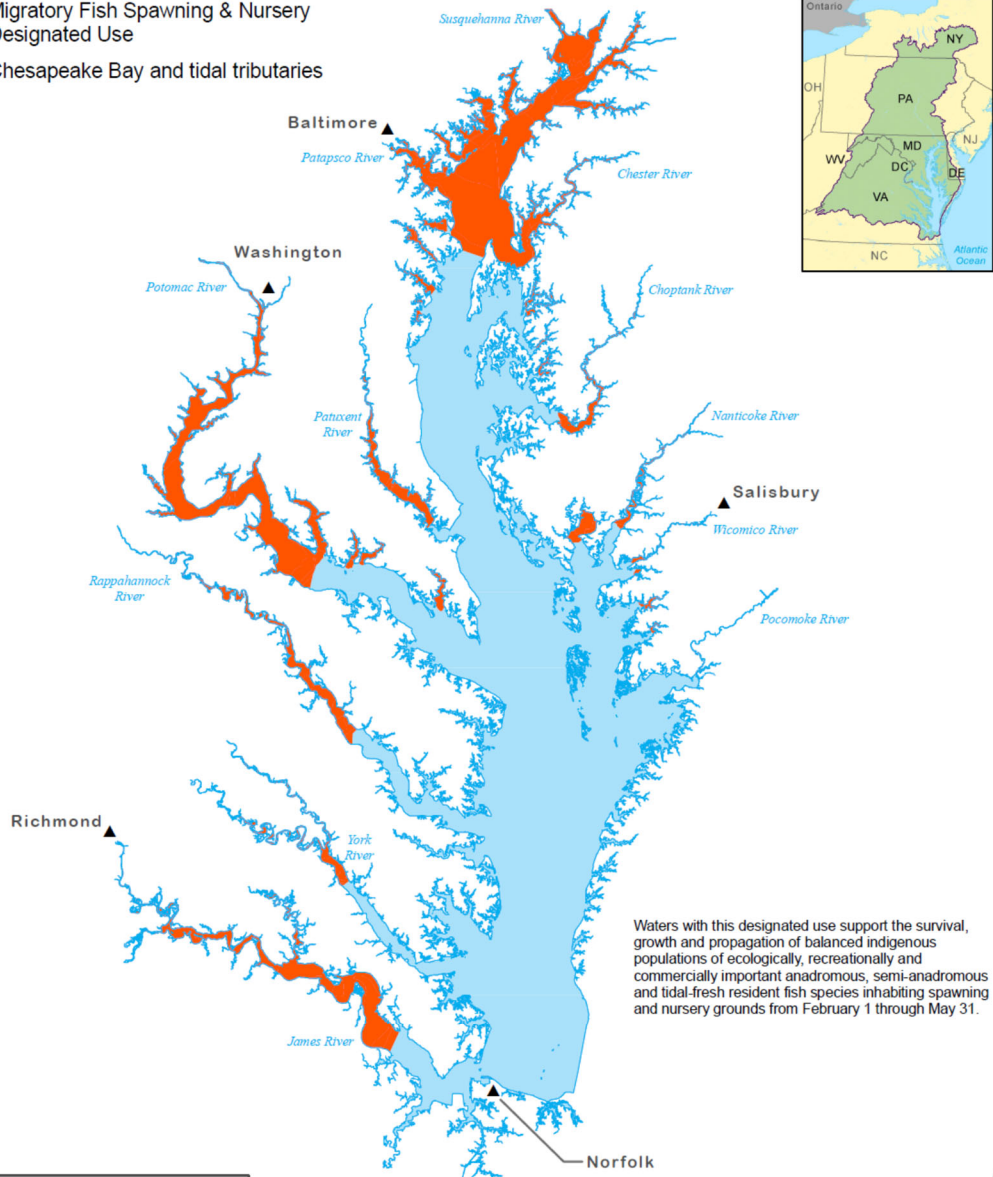 Migratory Fish Spawning & Nursery
Designated Use
Chesapeake Bay and tidal tributaries
Susquehanna River
Baltimore
Patapsco River
Chester River
Washington
Potomac River
Choptank River
Patuxent
River
Nanticoke River
Salisbury
Wicomico River
Rappahannock
River
Pocomoke River
Richmond
York
River
James River
Norfolk
Waters with this designated use support the survival,
growth and propagation of balanced indigenous
populations of ecologically, recreationally and
commercially important anadromous, semi-anadromous
and tidal-fresh resident fish species inhabiting spawning
and nursery grounds from February 1 through May 31.
Ontario
NY
OH
PA
NJ
MD
WV
DC
DE
VA
NC
Atlantic
Ocean